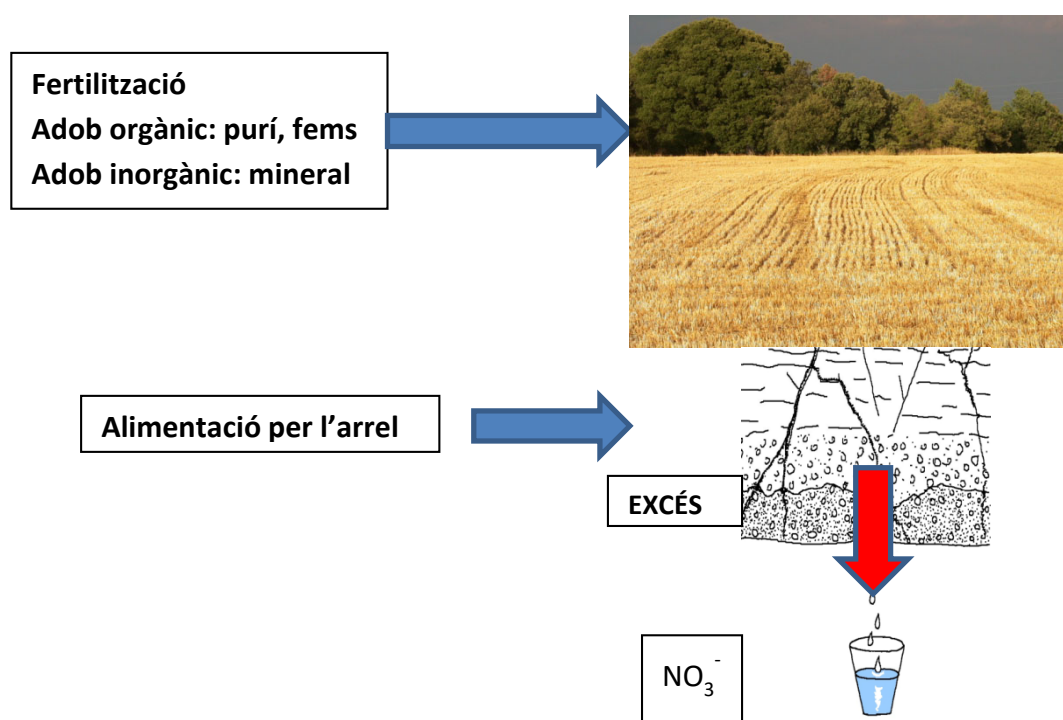 Fertilització
Adob orgànic: purí, fems
Adob inorgànic: mineral
Alimentació per l’arrel
EXCÉS
NO₃⁻